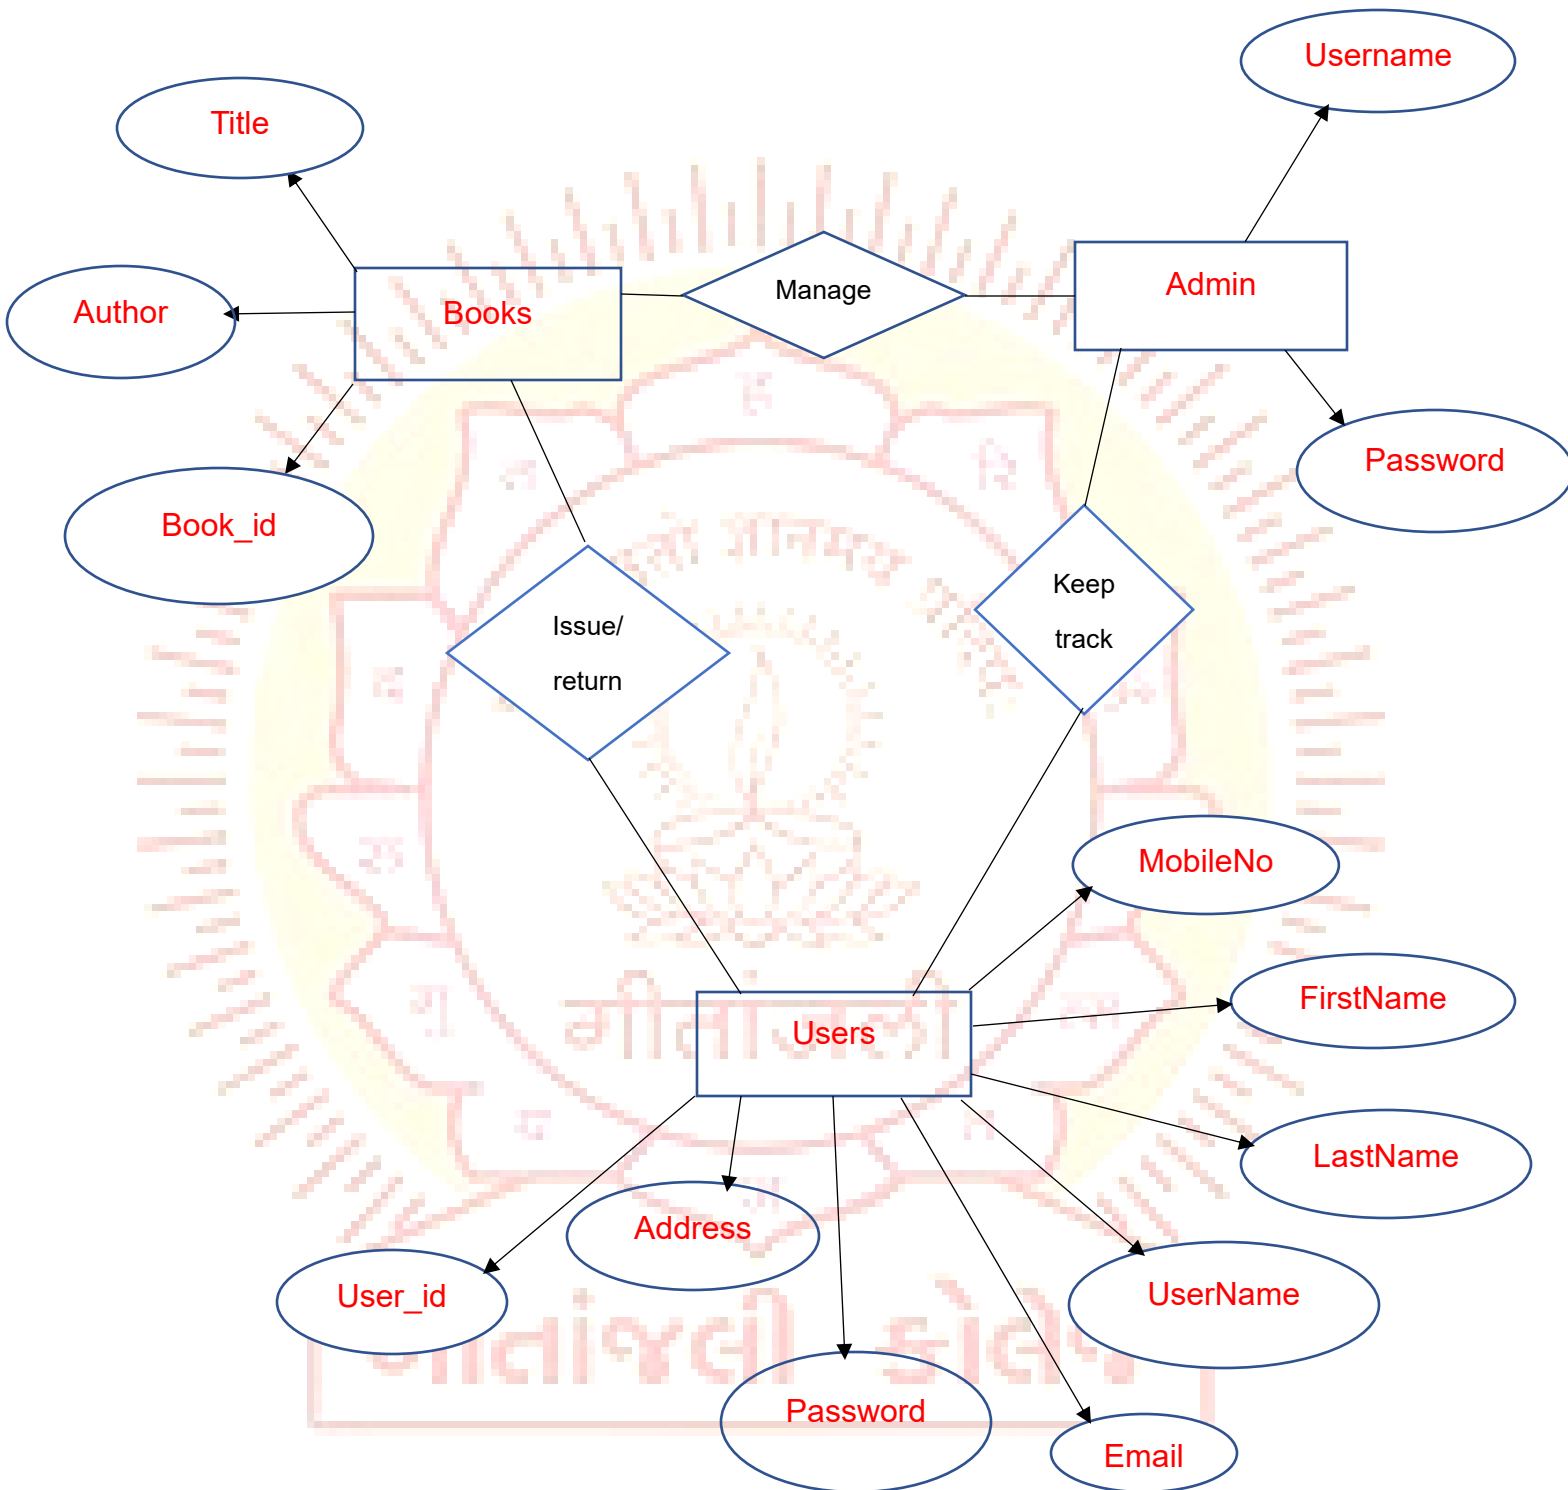 Username
Title
Manage
Admin
Author
Books
Password
Book_id
Keep
track
Issue/
return
MobileNo
FirstName
Users
LastName
Address
User_id
UserName
Password
Email